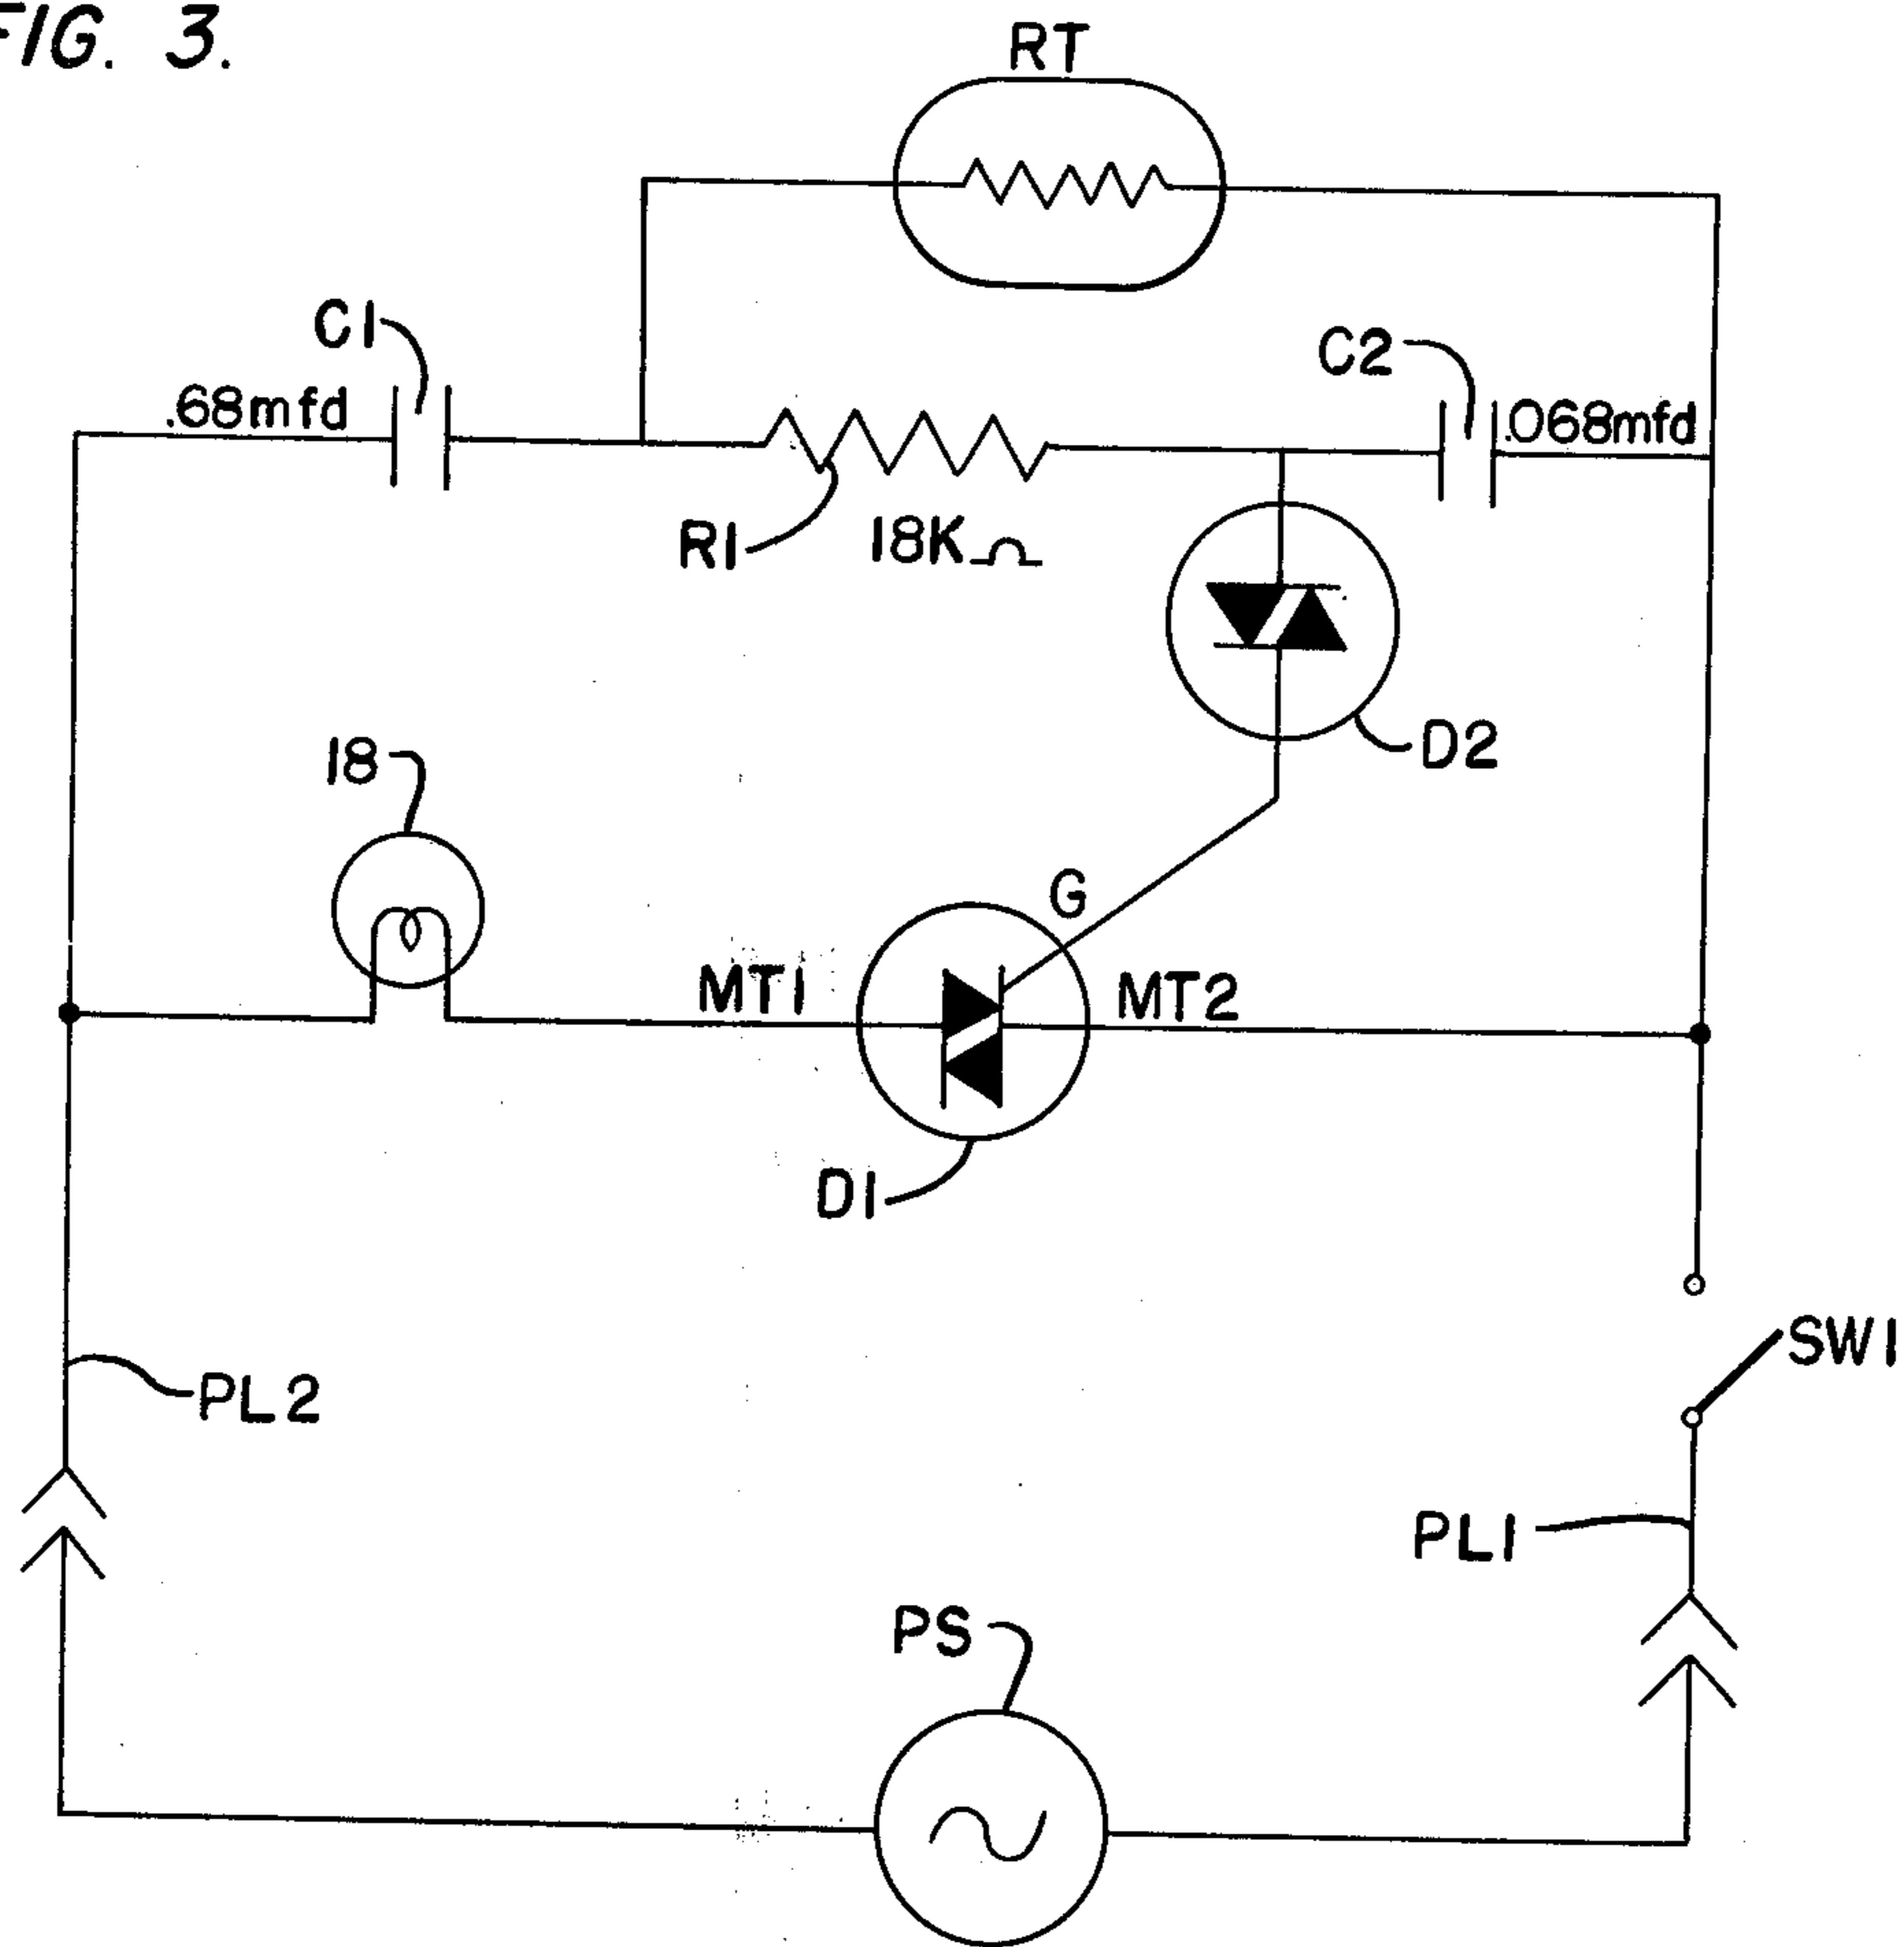 FIG. 3.
RT
C1
.68mfd
C2
.068mfd
R1
18KΩ
D2
18
G
MT1
MT2
D1
SW1
PL2
PL1
PS